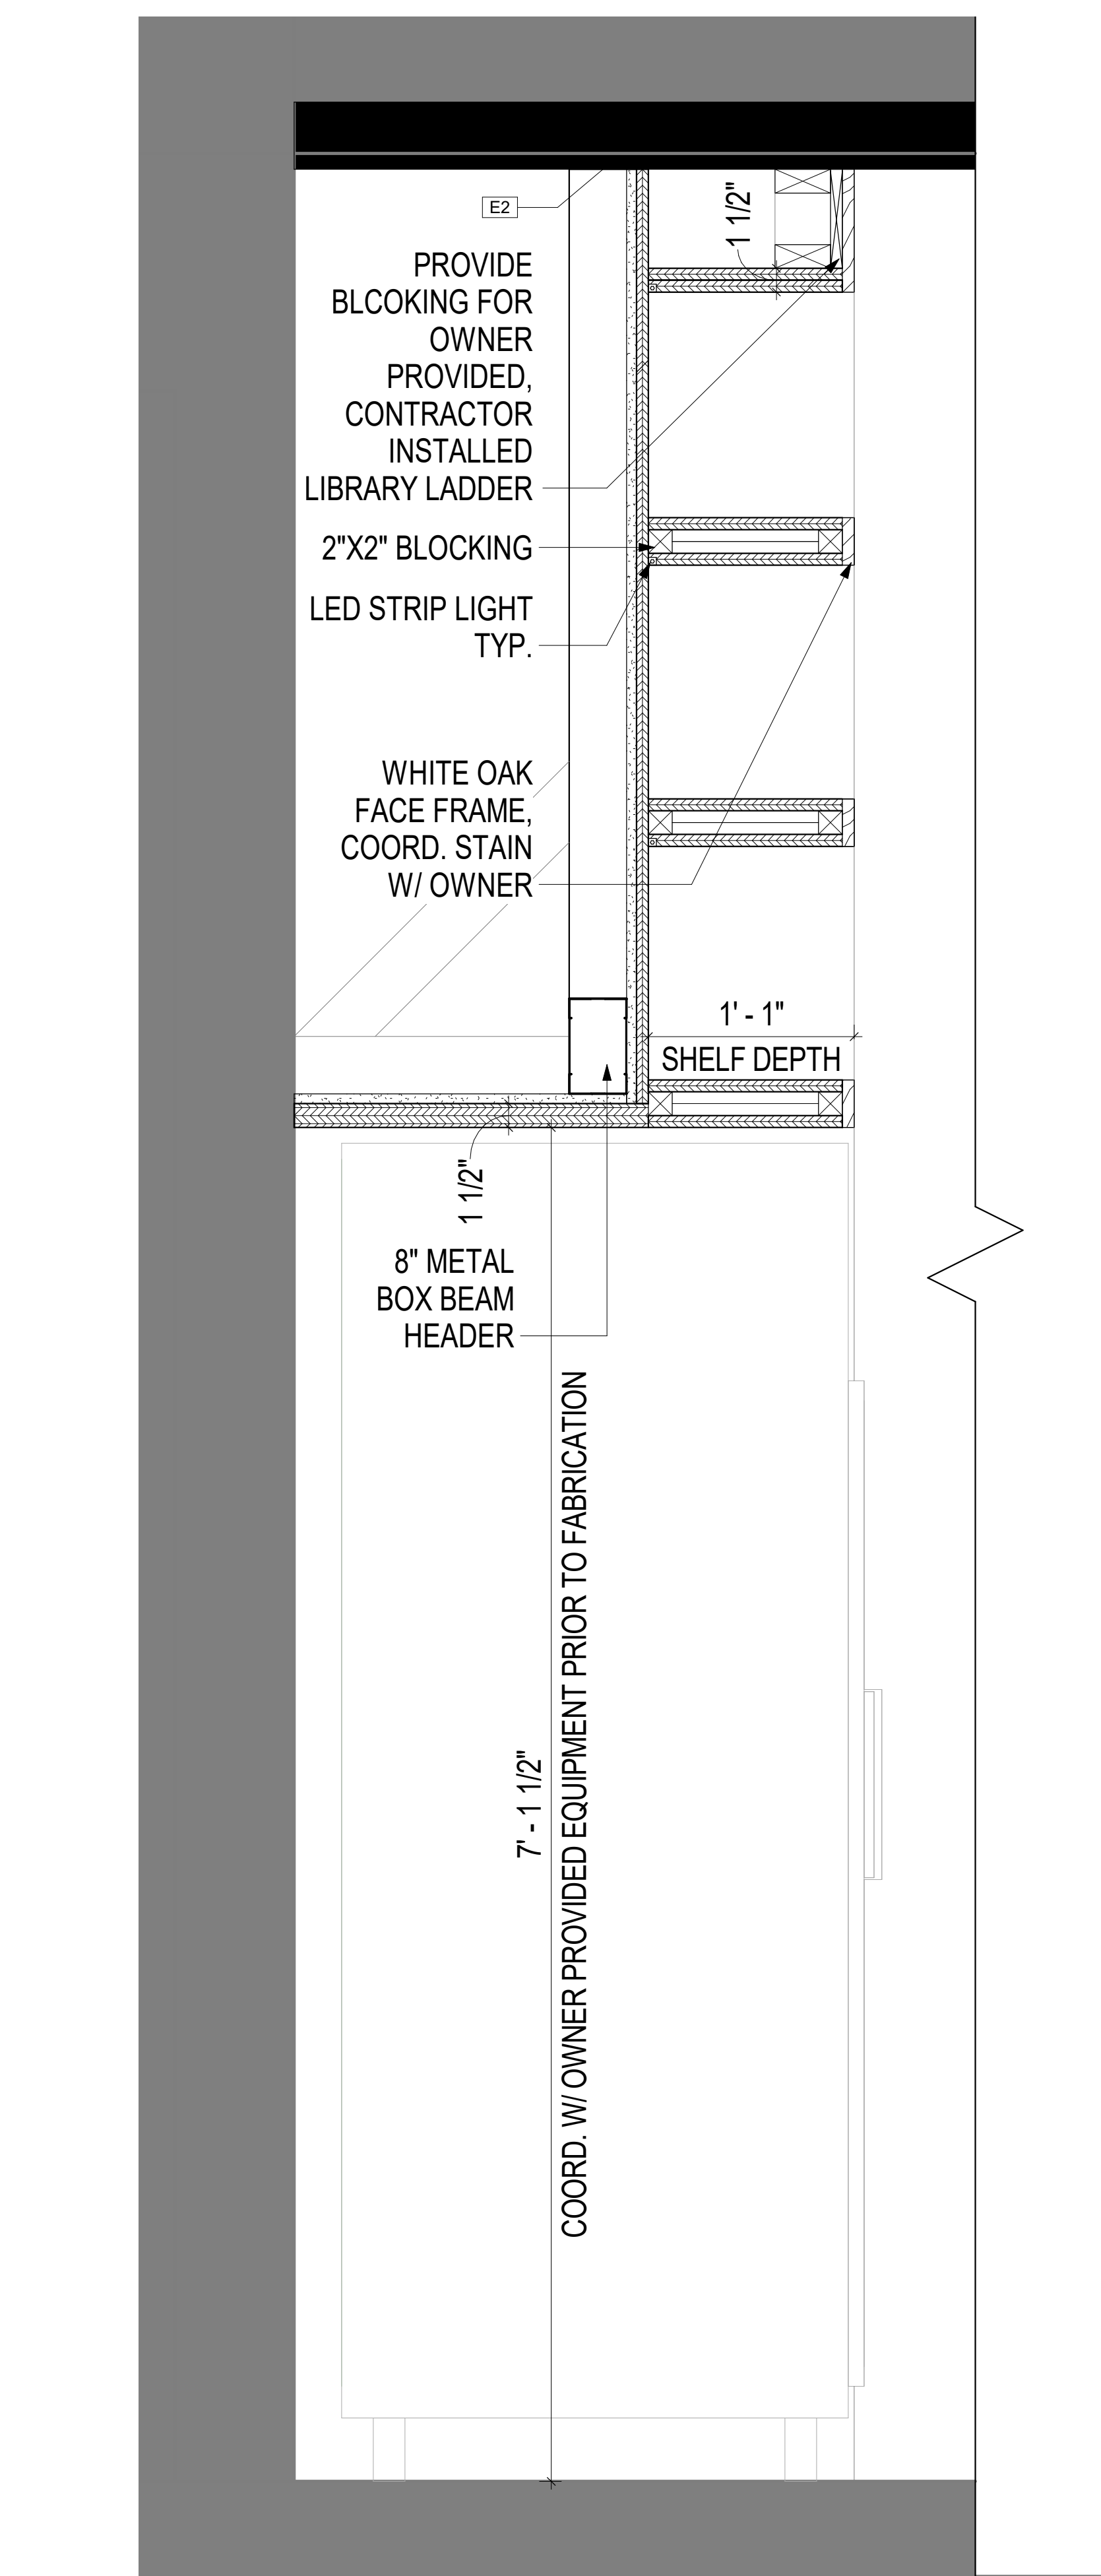 E2
1 1/2"
PROVIDE
BLCOKING FOR
OWNER
PROVIDED,
CONTRACTOR
INSTALLED
LIBRARY LADDER
2"X2" BLOCKING
LED STRIP LIGHT
TYP.
WHITE OAK
FACE FRAME,
COORD. STAIN
W/ OWNER
1' - 1"
SHELF DEPTH
1 1/2"
8" METAL
BOX BEAM
HEADER
7' - 1 1/2"
COORD. W/ OWNER PROVIDED EQUIPMENT PRIOR TO FABRICATION